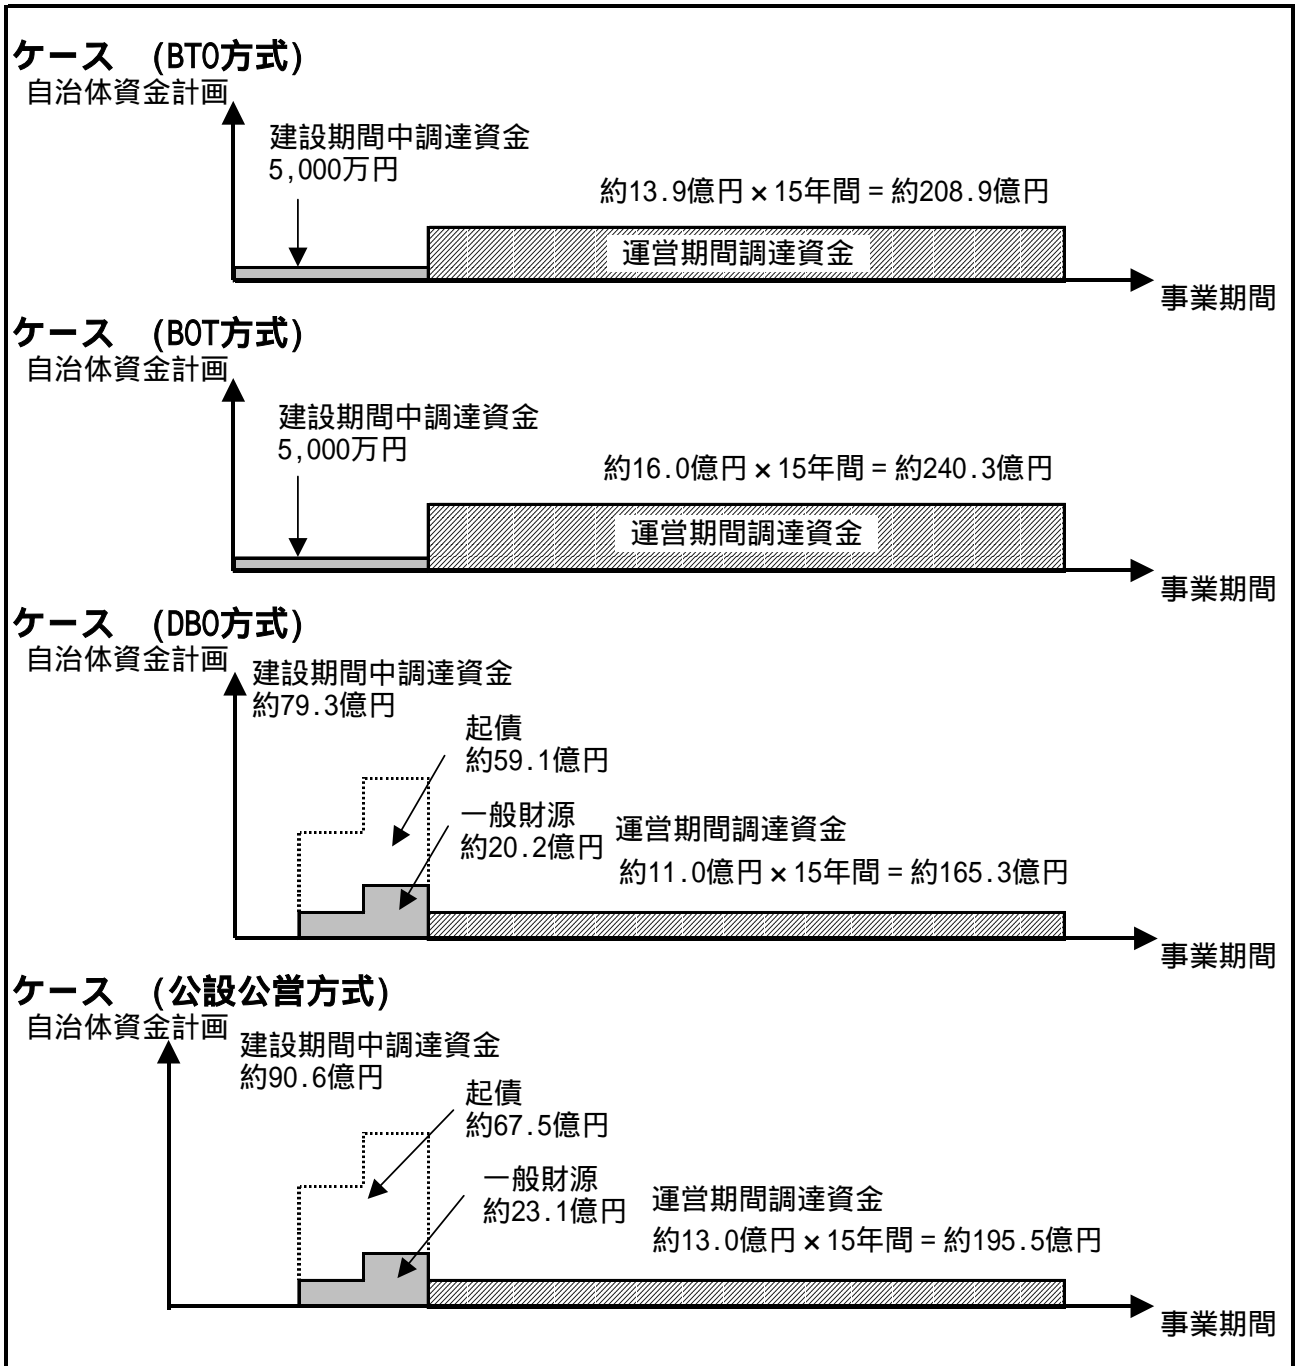 ケース (BTO方式)
自治体資金計画
建設期間中調達資金
5,000万円
約13.9億円×15年間=約208.9億円
運営期間調達資金
事業期間
ケース (BOT方式)
自治体資金計画
建設期間中調達資金
5,000万円
約16.0億円×15年間=約240.3億円
運営期間調達資金
事業期間
ケース (DBO方式)
自治体資金計画
建設期間中調達資金
約79.3億円
起債
約59.1億円
一般財源
約20.2億円
運営期間調達資金
約11.0億円×15年間=約165.3億円
事業期間
ケース (公設公営方式)
自治体資金計画
建設期間中調達資金
約90.6億円
起債
約67.5億円
一般財源
約23.1億円
運営期間調達資金
約13.0億円×15年間=約195.5億円
事業期間